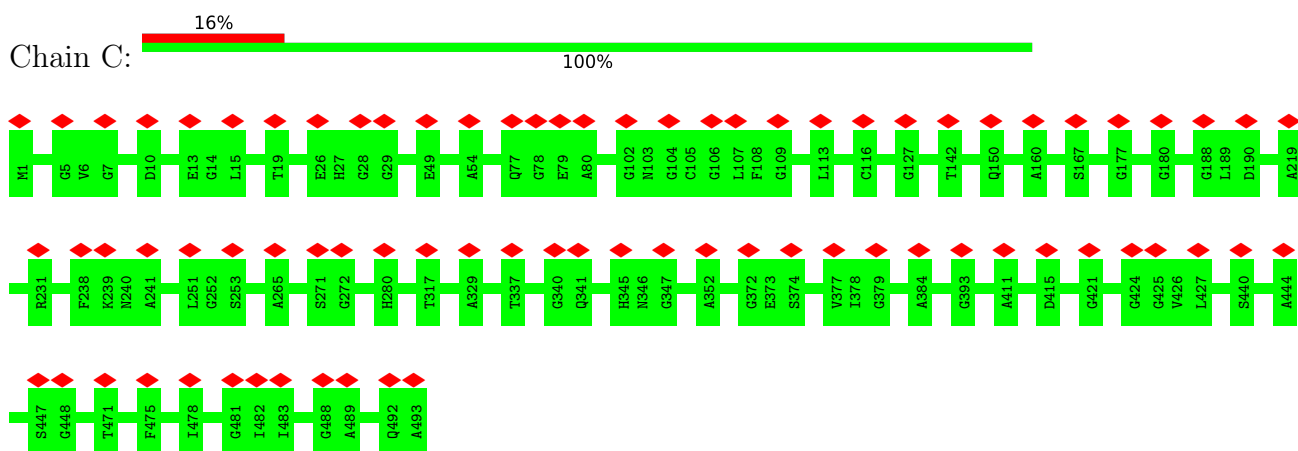 16%
Chain C:
100%
M1 G5 V6 G7 D10 E13 G14 L15 T19 E26 H27 G28 G29 E49 A54 Q77 G78 E79 A80 G102 N103 G104 C105 G106 L107 F108 G109 L113 C116 G127 T142 Q150 A160 S167 G177 G180 G188 L189 D190 A219
R231 F238 K239 N240 A241 L251 G252 S253 A265 S271 G272 H280 T317 A329 T337 G340 Q341 H345 N346 G347 A352 G372 E373 S374 V377 I378 G379 A384 G393 A411 D415 G421 G424 G425 V426 L427 S440 A444
S447 G448 T471 F475 I478 G481 I482 I483 G488 A489 Q492 A493